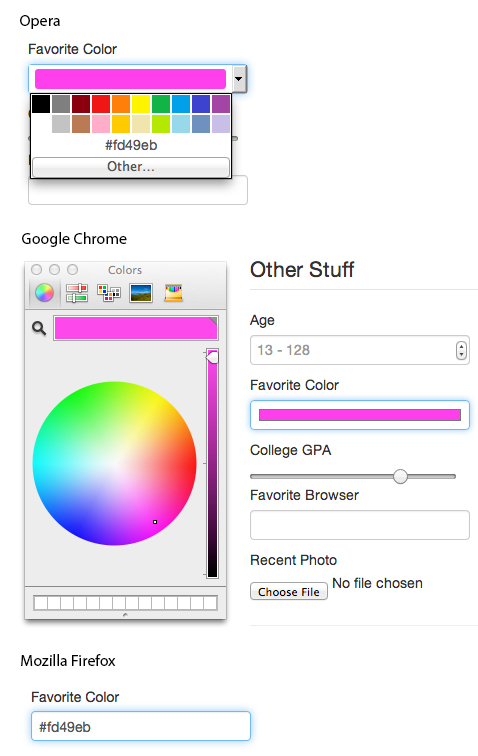 Opera
Favorite Color
#fd49eb
Other...
Google Chrome
Colors
Other Stuff
Age
13 - 128
Favorite Color
College GPA
Favorite Browser
Recent Photo
Choose File No file chosen
Mozilla Firefox
Favorite Color
#fd49eb